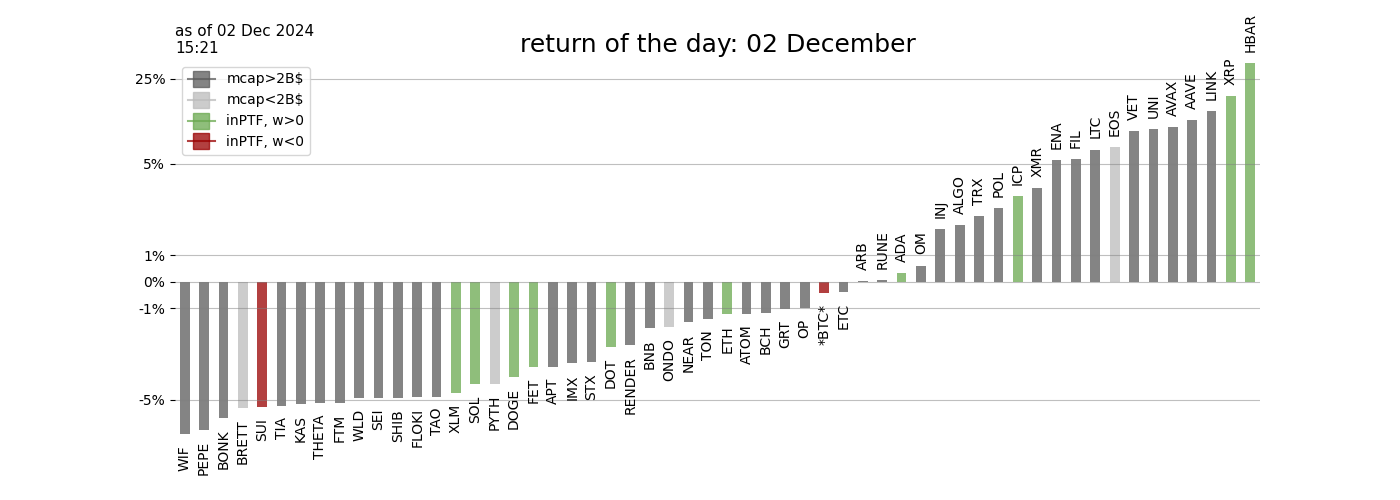 as of 02 Dec 2024
15:21
return of the day: 02 December
25%
5%
1%
0%
-1%
-5%
mcap>2B$
mcap<2B$
inPTF, w>0
inPTF, w<0
WIF
PEPE
BONK
BRETT
SUI
TIA
KAS
THETA
FTM
WLD
SEI
SHIB
FLOKI
TAO
XLM
SOL
PYTH
DOGE
FET
APT
IMX
STX
DOT
RENDER
BNB
ONDO
NEAR
TON
ETH
ATOM
BCH
GRT
OP
*BTC*
ETC
ARB
RUNE
ADA
OM
INJ
ALGO
TRX
POL
ICP
XMR
ENA
FIL
LTC
EOS
VET
UNI
AVAX
AAVE
LINK
XRP
HBAR